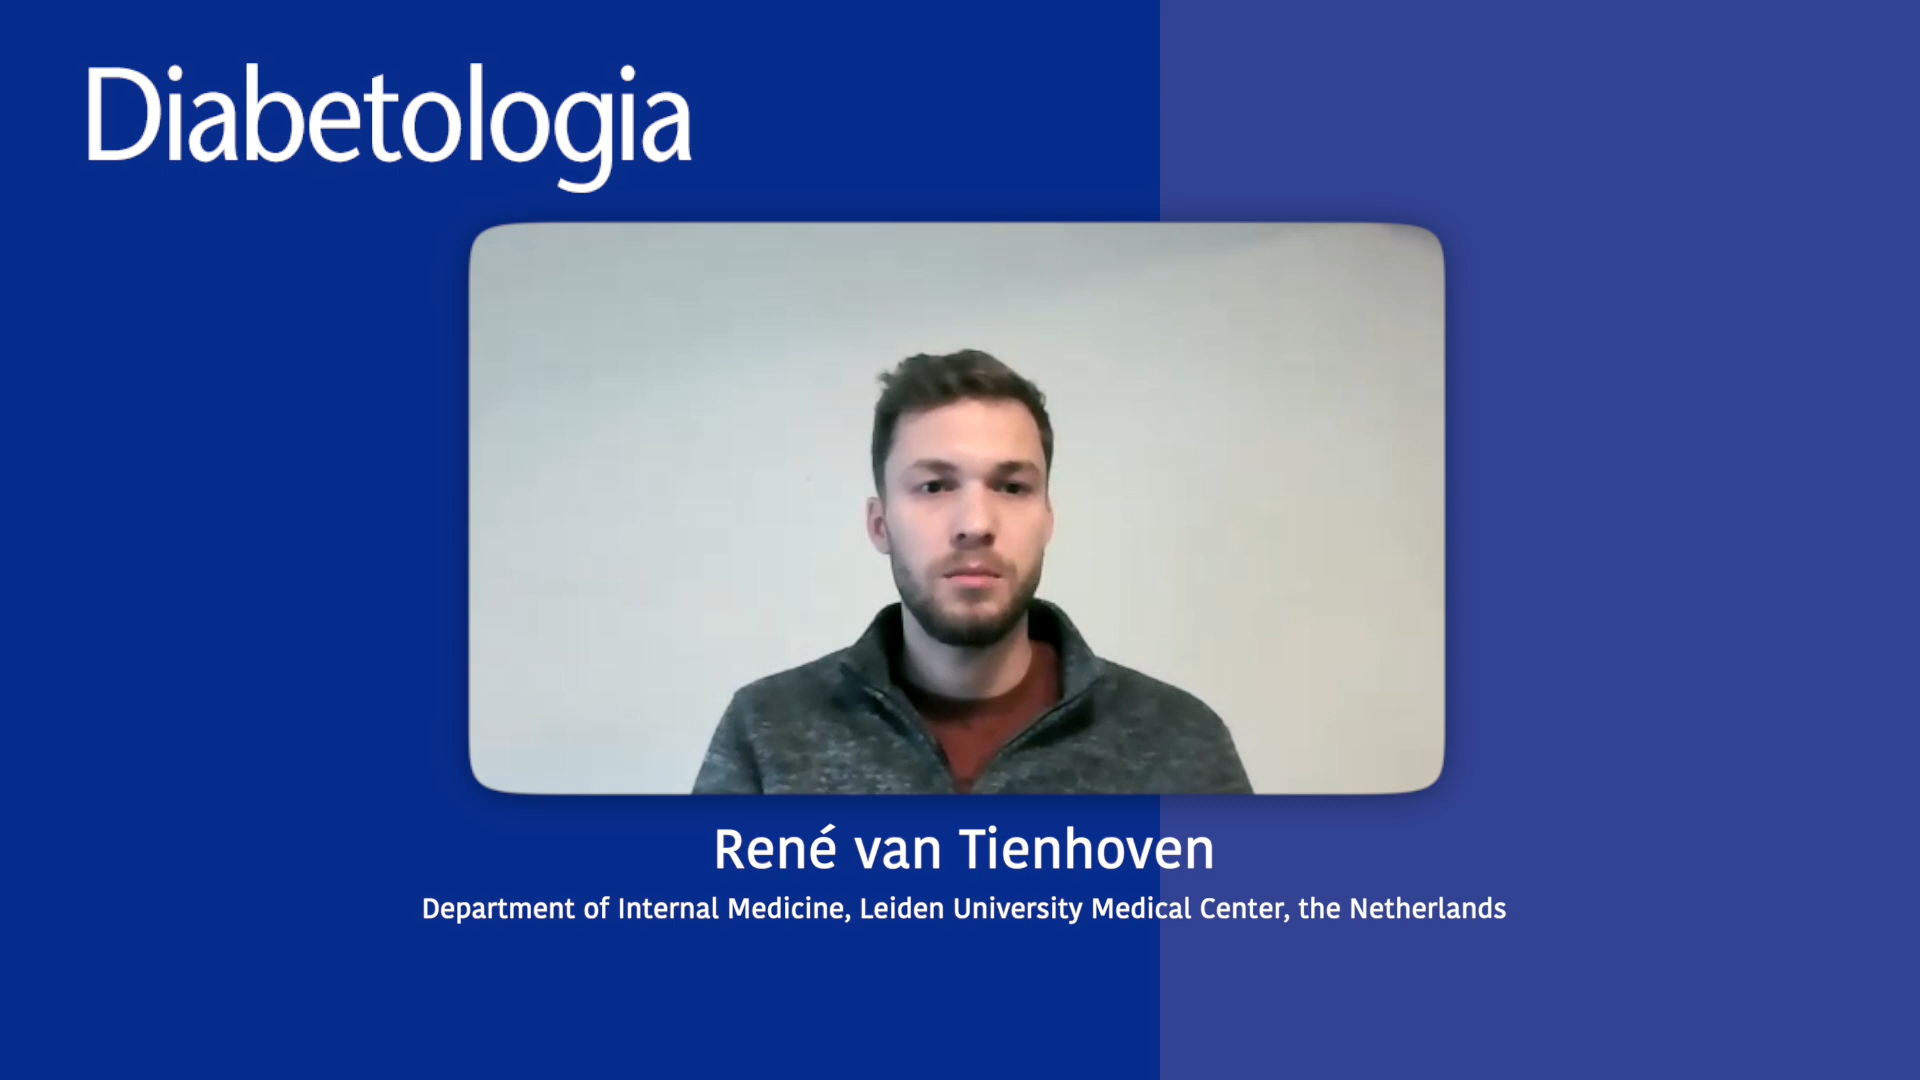 Diabetologia
René van Tienhoven
Department of Internal Medicine, Leiden University Medical Center, the Netherlands